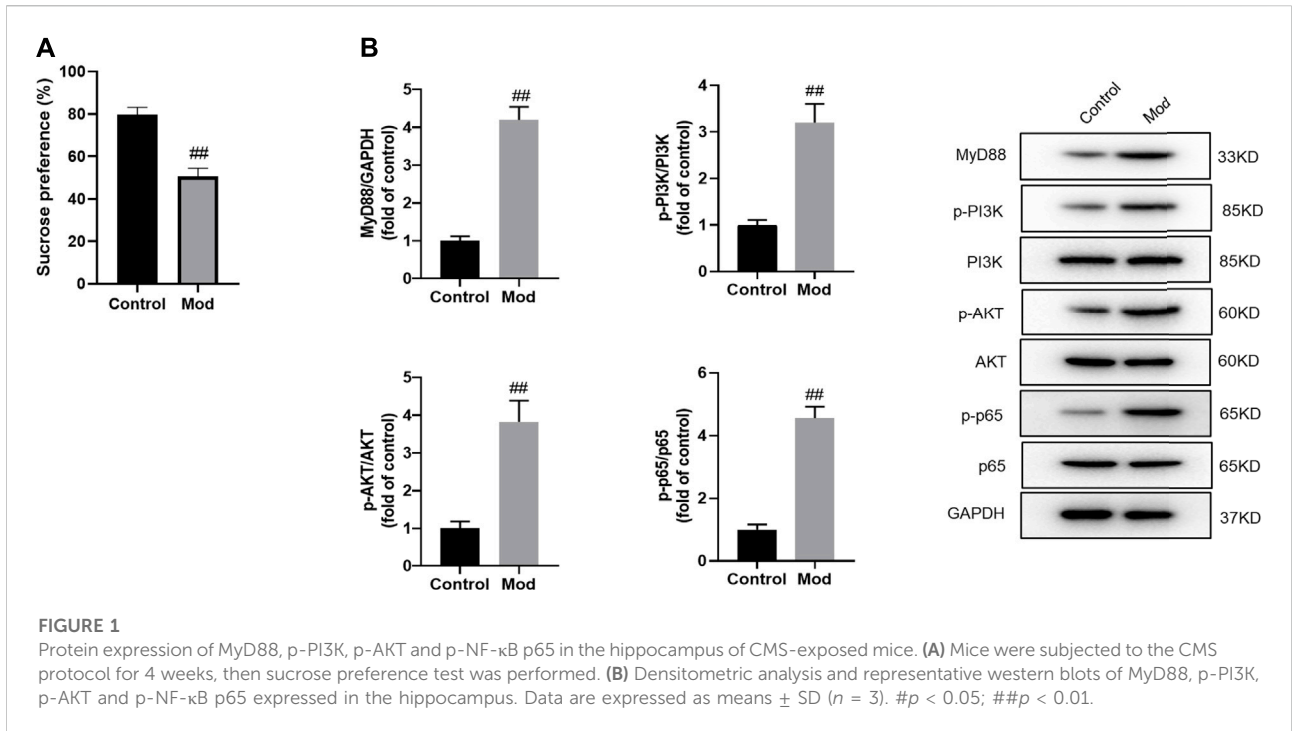 A
Sucrose preference (%)
100
80
60
40
20
0
##
Control Mod
B
MyD88/GAPDH
(fold of control)
5
4
3
2
1
0
##
Control Mod
p-PI3K/PI3K
(fold of control)
4
3
2
1
0
##
Control Mod
p-AKT/AKT
(fold of control)
5
4
3
2
1
0
##
Control Mod
p-p65/p65
(fold of control)
6
4
2
0
##
Control Mod
Control Mod
MyD88 33KD
p-PI3K 85KD
PI3K 85KD
p-AKT 60KD
AKT 60KD
p-p65 65KD
p65 65KD
GAPDH 37KD
FIGURE 1
Protein expression of MyD88, p-PI3K, p-AKT and p-NF-κB p65 in the hippocampus of CMS-exposed mice. (A) Mice were subjected to the CMS
protocol for 4 weeks, then sucrose preference test was performed. (B) Densitometric analysis and representative western blots of MyD88, p-PI3K,
p-AKT and p-NF-κB p65 expressed in the hippocampus. Data are expressed as means ± SD (n = 3). #p < 0.05; ##p < 0.01.